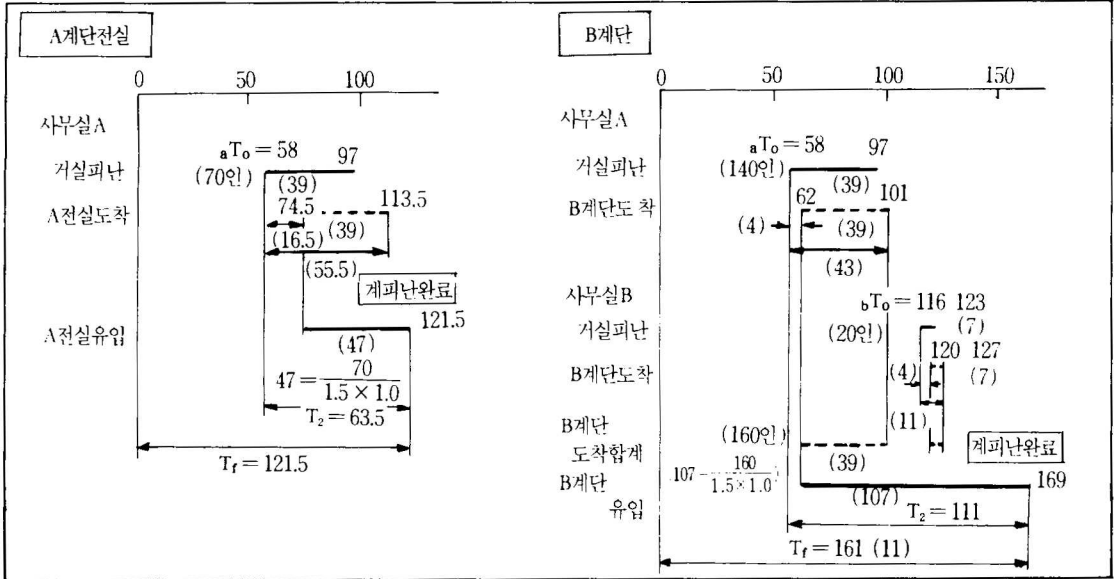 A계단전실
0 50 100
사무실A
aTo = 58 97
거실피난 (70인) (39)
A전실도착 74.5 113.5
(16.5) (39)
(55.5)
계피난완료
121.5
A전실유입 (47)
47 = 70 / 1.5 × 1.0
T₂ = 63.5
Tf = 121.5
B계단
0 50 100 150
사무실A
aTo = 58 97
거실피난 (140인) (39)
62 101
B계단도착 (4) (39)
(43)
사무실B
bTo = 116 123
거실피난 (20인) (7)
120 127
B계단도착 (4) (7)
(11)
B계단
도착합계 (160인) (39)
계피난완료
107 - 160 / 1.5×1.0
169
B계단
유입 (107)
T₂ = 111
Tf = 161 (11)